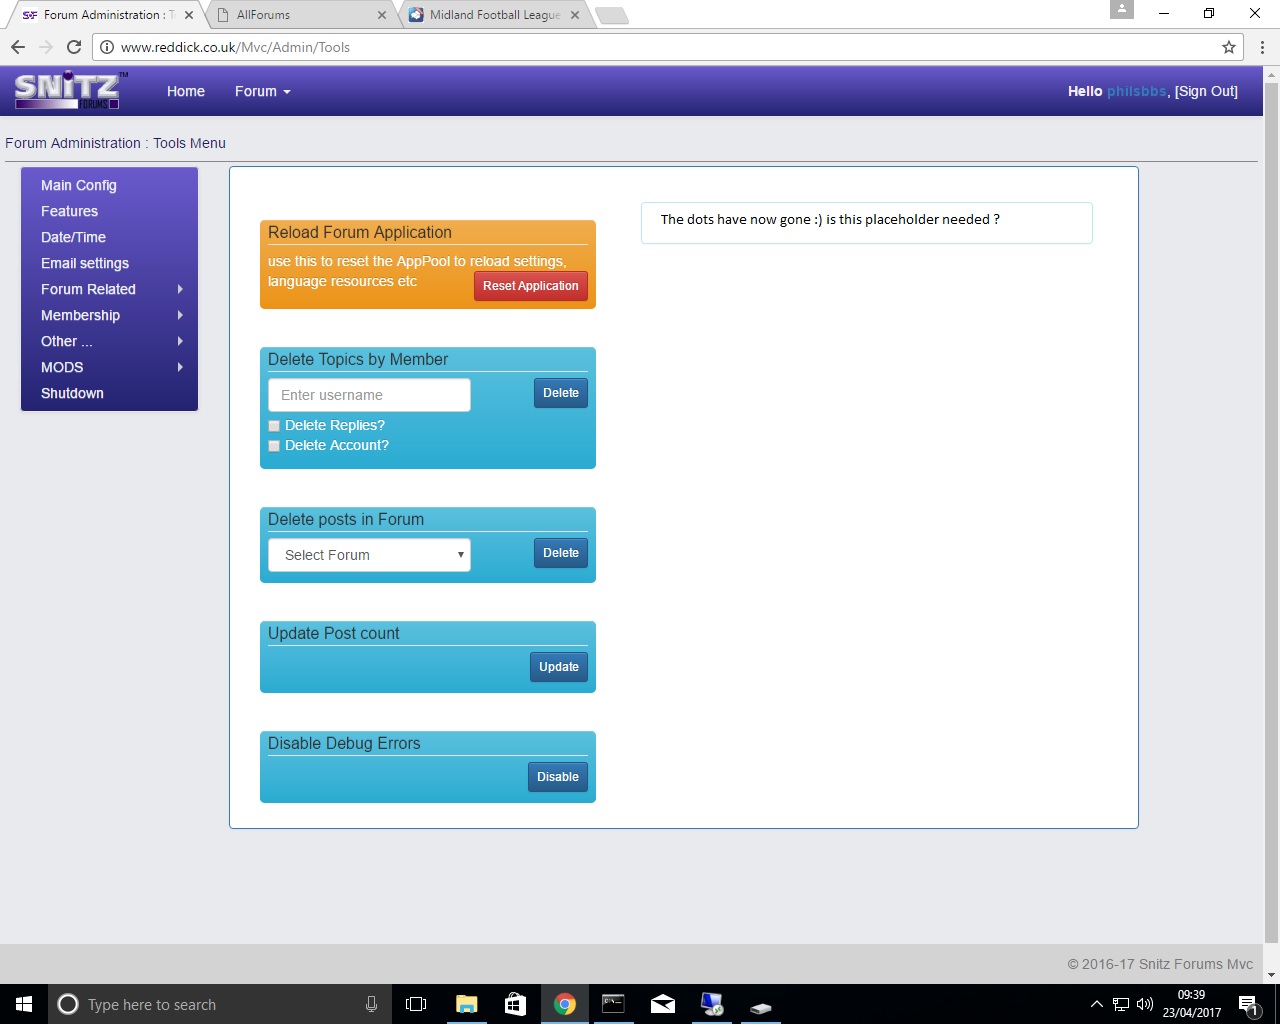 Forum Administration : T
AllForums
Midland Football League
www.reddick.co.uk/Mvc/Admin/Tools
SNiTZ™
FORUMS
Home
Forum
Hello philsbbs, [Sign Out]
Forum Administration : Tools Menu
Main Config
Features
Date/Time
Email settings
Forum Related
Membership
Other ...
MODS
Shutdown
Reload Forum Application
use this to reset the AppPool to reload settings,
language resources etc
Reset Application
The dots have now gone :) is this placeholder needed ?
Delete Topics by Member
Enter username
Delete
Delete Replies?
Delete Account?
Delete posts in Forum
Select Forum
Delete
Update Post count
Update
Disable Debug Errors
Disable
© 2016-17 Snitz Forums Mvc
Type here to search
09:39
23/04/2017
1